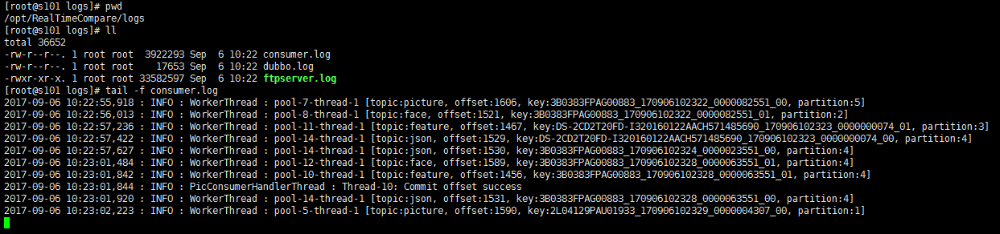 [root@s101 logs]# pwd
/opt/RealTimeCompare/logs
[root@s101 logs]# ll
total 36652
-rw-r--r--. 1 root root  3922293 Sep  6 10:22 consumer.log
-rw-r--r--. 1 root root    17653 Sep  6 10:22 dubbo.log
-rwxr-xr-x. 1 root root 33582597 Sep  6 10:22 ftpserver.log
[root@s101 logs]# tail -f consumer.log
2017-09-06 10:22:55,918 : INFO : WorkerThread : pool-7-thread-1 [topic:picture, offset:1606, key:3B0383FPAG00883_170906102322_0000082551_00, partition:5]
2017-09-06 10:22:56,013 : INFO : WorkerThread : pool-8-thread-1 [topic:face, offset:1521, key:3B0383FPAG00883_170906102322_0000082551_01, partition:2]
2017-09-06 10:22:57,236 : INFO : WorkerThread : pool-11-thread-1 [topic:feature, offset:1467, key:DS-2CD2T20FD-I320160122AACH571485690_170906102323_0000000074_01, partition:3]
2017-09-06 10:22:57,422 : INFO : WorkerThread : pool-14-thread-1 [topic:json, offset:1529, key:DS-2CD2T20FD-I320160122AACH571485690_170906102323_0000000074_00, partition:4]
2017-09-06 10:22:57,627 : INFO : WorkerThread : pool-14-thread-1 [topic:json, offset:1530, key:3B0383FPAG00883_170906102324_0000023551_00, partition:4]
2017-09-06 10:23:01,484 : INFO : WorkerThread : pool-12-thread-1 [topic:face, offset:1589, key:3B0383FPAG00883_170906102328_0000063551_01, partition:4]
2017-09-06 10:23:01,842 : INFO : WorkerThread : pool-10-thread-1 [topic:feature, offset:1456, key:3B0383FPAG00883_170906102328_0000063551_01, partition:4]
2017-09-06 10:23:01,844 : INFO : PicConsumerHandlerThread : Thread-10: Commit offset success
2017-09-06 10:23:01,920 : INFO : WorkerThread : pool-14-thread-1 [topic:json, offset:1531, key:3B0383FPAG00883_170906102328_0000063551_00, partition:4]
2017-09-06 10:23:02,223 : INFO : WorkerThread : pool-5-thread-1 [topic:picture, offset:1590, key:2L04129PAU01933_170906102329_0000004307_00, partition:1]